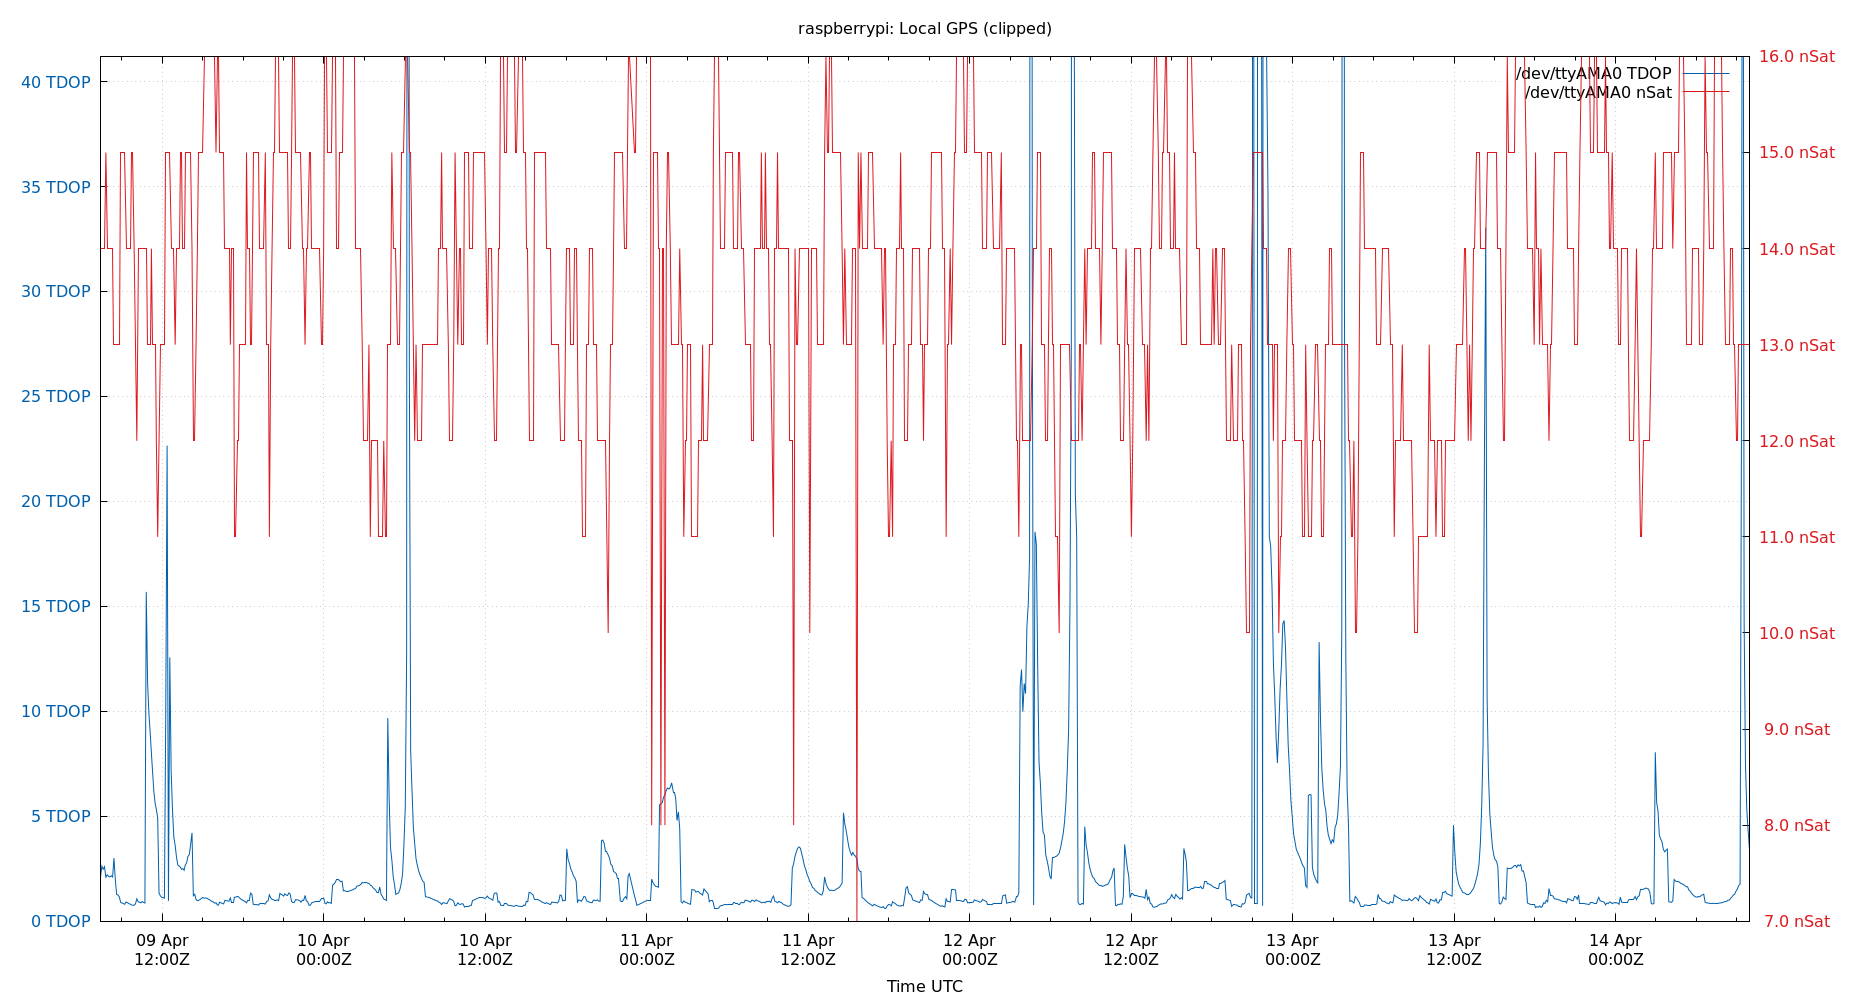 raspberrypi: Local GPS (clipped)
/dev/ttyAMA0 TDOP
/dev/ttyAMA0 nSat
40 TDOP
35 TDOP
30 TDOP
25 TDOP
20 TDOP
15 TDOP
10 TDOP
5 TDOP
0 TDOP
16.0 nSat
15.0 nSat
14.0 nSat
13.0 nSat
12.0 nSat
11.0 nSat
10.0 nSat
9.0 nSat
8.0 nSat
7.0 nSat
09 Apr
12:00Z
10 Apr
00:00Z
10 Apr
12:00Z
11 Apr
00:00Z
11 Apr
12:00Z
12 Apr
00:00Z
12 Apr
12:00Z
13 Apr
00:00Z
13 Apr
12:00Z
14 Apr
00:00Z
Time UTC